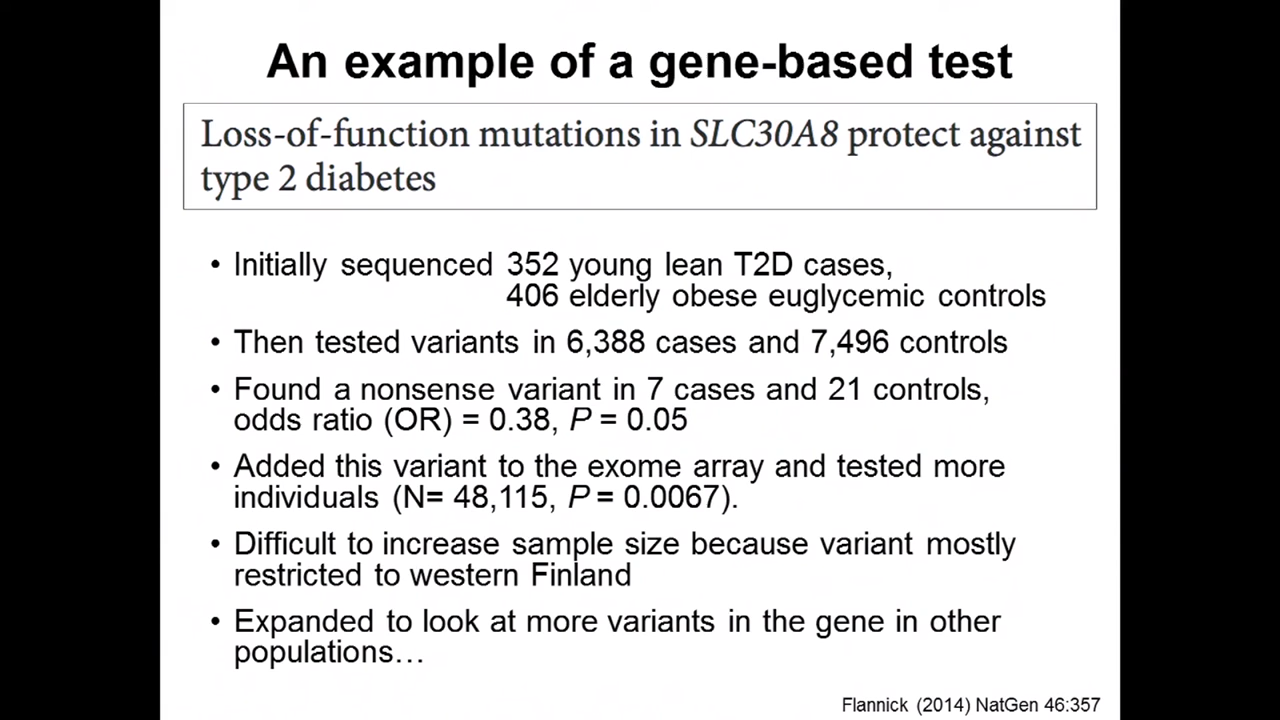 An example of a gene-based test
Loss-of-function mutations in SLC30A8 protect against
type 2 diabetes
• Initially sequenced 352 young lean T2D cases,
406 elderly obese euglycemic controls
• Then tested variants in 6,388 cases and 7,496 controls
• Found a nonsense variant in 7 cases and 21 controls,
odds ratio (OR) = 0.38, P = 0.05
• Added this variant to the exome array and tested more
individuals (N= 48,115, P = 0.0067).
• Difficult to increase sample size because variant mostly
restricted to western Finland
• Expanded to look at more variants in the gene in other
populations…
Flannick (2014) NatGen 46:357